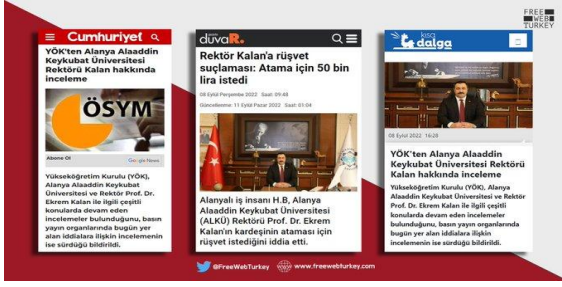 FREE
WEB
TURKEY
Cumhuriyet
YÖK'ten Alanya Alaaddin
Keykubat Üniversitesi
Rektörü Kalan hakkında
inceleme
ÖSYM
Abone Ol
Google News
Yükseköğretim Kurulu (YÖK),
Alanya Alaaddin Keykubat
Üniversitesi ve Rektör Prof. Dr.
Ekrem Kalan ile ilgili çeşitli
konularda devam eden
incelemeler bulunduğunu, basın
yayın organlarında bugün yer
alan iddialara ilişkin incelemenin
ise sürdüğü bildirildi.
duvaR.
Rektör Kalan'a rüşvet
suçlaması: Atama için 50 bin
lira istedi
08 Eylül Perşembe 2022 Saat: 09:48
Güncellenme: 11 Eylül Pazar 2022 Saat: 01:04
Alanyalı iş insanı H.B, Alanya
Alaaddin Keykubat Üniversitesi
(ALKÜ) Rektörü Prof. Dr. Ekrem
Kalan'ın kardeşinin ataması için
rüşvet istediğini iddia etti.
kısa
dalga
08 Eylül 2022 16:28
YÖK'ten Alanya Alaaddin
Keykubat Üniversitesi Rektörü
Kalan hakkında inceleme
Yükseköğretim Kurulu (YÖK), Alanya
Alaaddin Keykubat Üniversitesi ve Rektör
Prof. Dr. Ekrem Kalan ile ilgili çeşitli
konularda devam eden incelemeler
bulunduğunu, basın yayın organlarında
bugün yer alan iddialara ilişkin
incelemenin ise sürdüğü bildirildi.
@FreeWebTurkey
www.freewebturkey.com